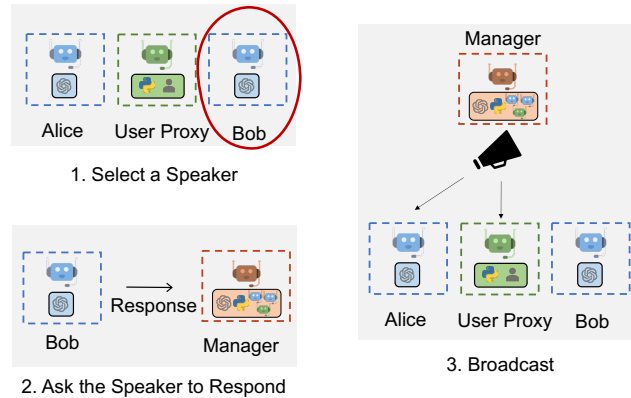 Alice
User Proxy
Bob
1. Select a Speaker
Bob
Response
Manager
2. Ask the Speaker to Respond
Manager
Alice
User Proxy
Bob
3. Broadcast